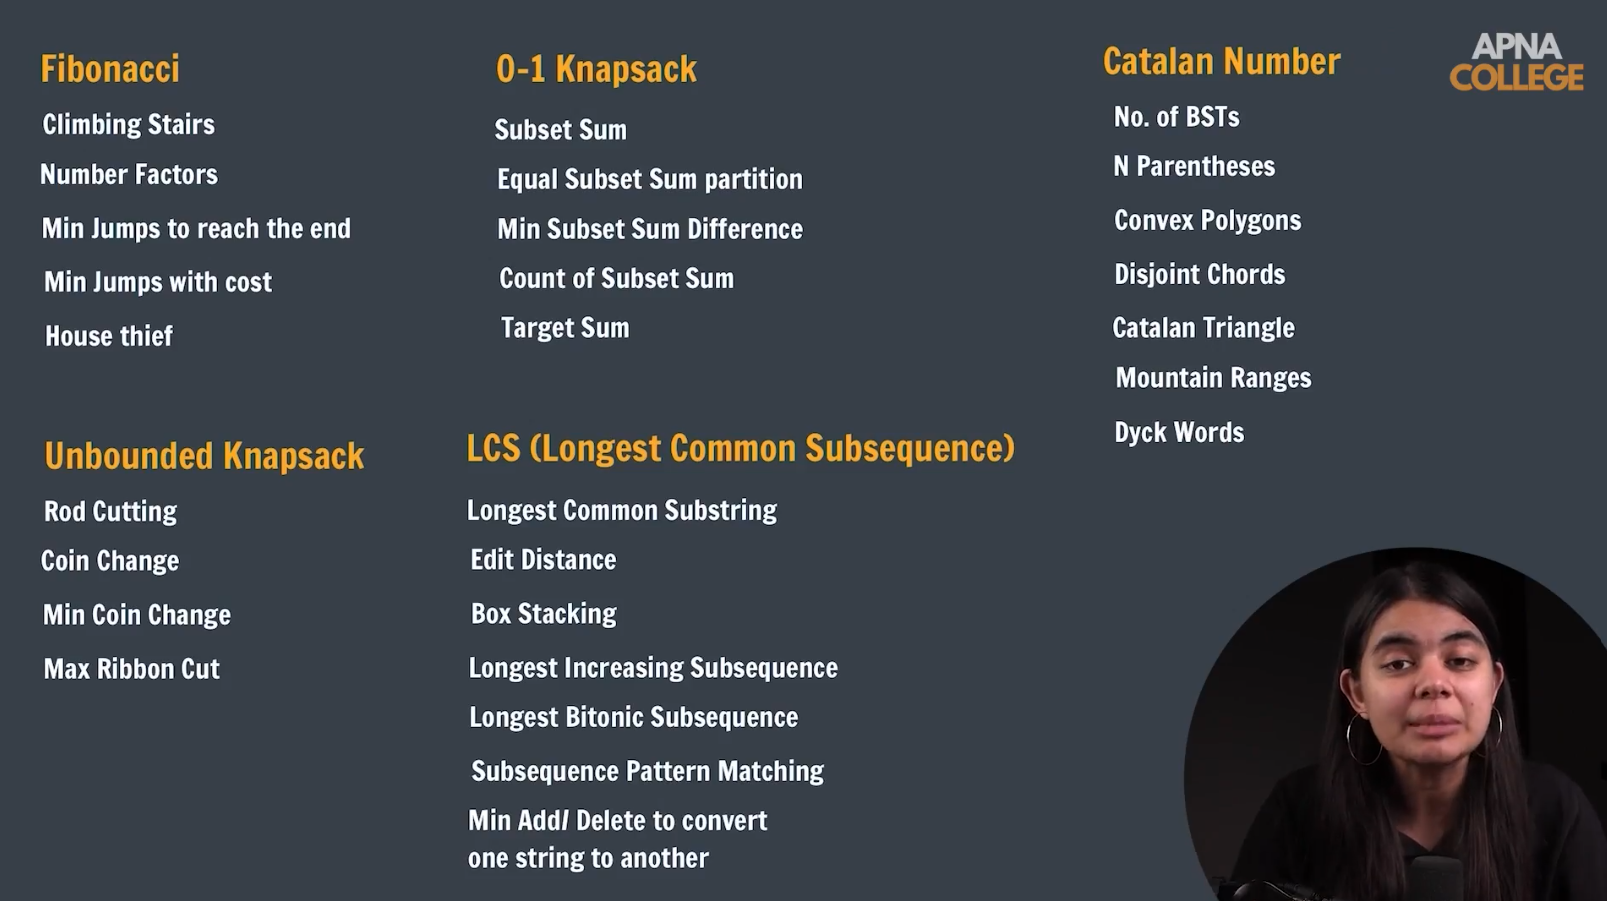 Fibonacci
Climbing Stairs
Number Factors
Min Jumps to reach the end
Min Jumps with cost
House thief
0-1 Knapsack
Subset Sum
Equal Subset Sum partition
Min Subset Sum Difference
Count of Subset Sum
Target Sum
Catalan Number
No. of BSTs
N Parentheses
Convex Polygons
Disjoint Chords
Catalan Triangle
Mountain Ranges
Dyck Words
APNA
COLLEGE
Unbounded Knapsack
Rod Cutting
Coin Change
Min Coin Change
Max Ribbon Cut
LCS (Longest Common Subsequence)
Longest Common Substring
Edit Distance
Box Stacking
Longest Increasing Subsequence
Longest Bitonic Subsequence
Subsequence Pattern Matching
Min Add/ Delete to convert
one string to another